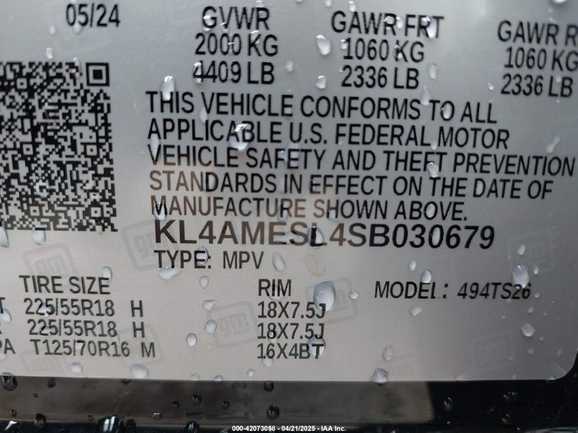 05/24 GVWR GAWR FRT GAWR R
2000 KG 1060 KG 1060 KG
4409 LB 2336 LB 2336 LB
THIS VEHICLE CONFORMS TO ALL
APPLICABLE U.S. FEDERAL MOTOR
VEHICLE SAFETY AND THEFT PREVENTION
STANDARDS IN EFFECT ON THE DATE OF
MANUFACTURE SHOWN ABOVE.
KL4AMESL4SB030679
TYPE: MPV
TIRE SIZE RIM MODEL: 494TS26
T 225/55R18 H 18X7.5J
R 225/55R18 H 18X7.5J
PA T125/70R16 M 16X4BT
000-42073098 - 04/21/2025 - IAA Inc.